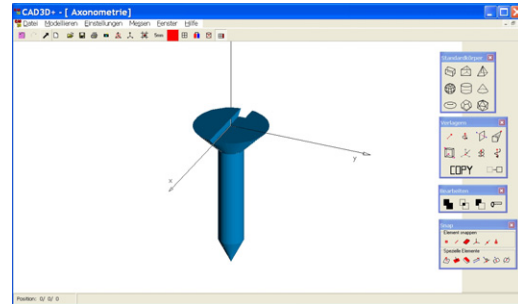 CAD3D+ - [ Axonometrie]
Datei Modellieren Einstellungen Messen Fenster Hilfe
Standardkörper
Verlagern
y
x
COPY
Bearbeiten
Snap
Element snappen
Spezielle Elemente
Position: 0/ 0/ 0